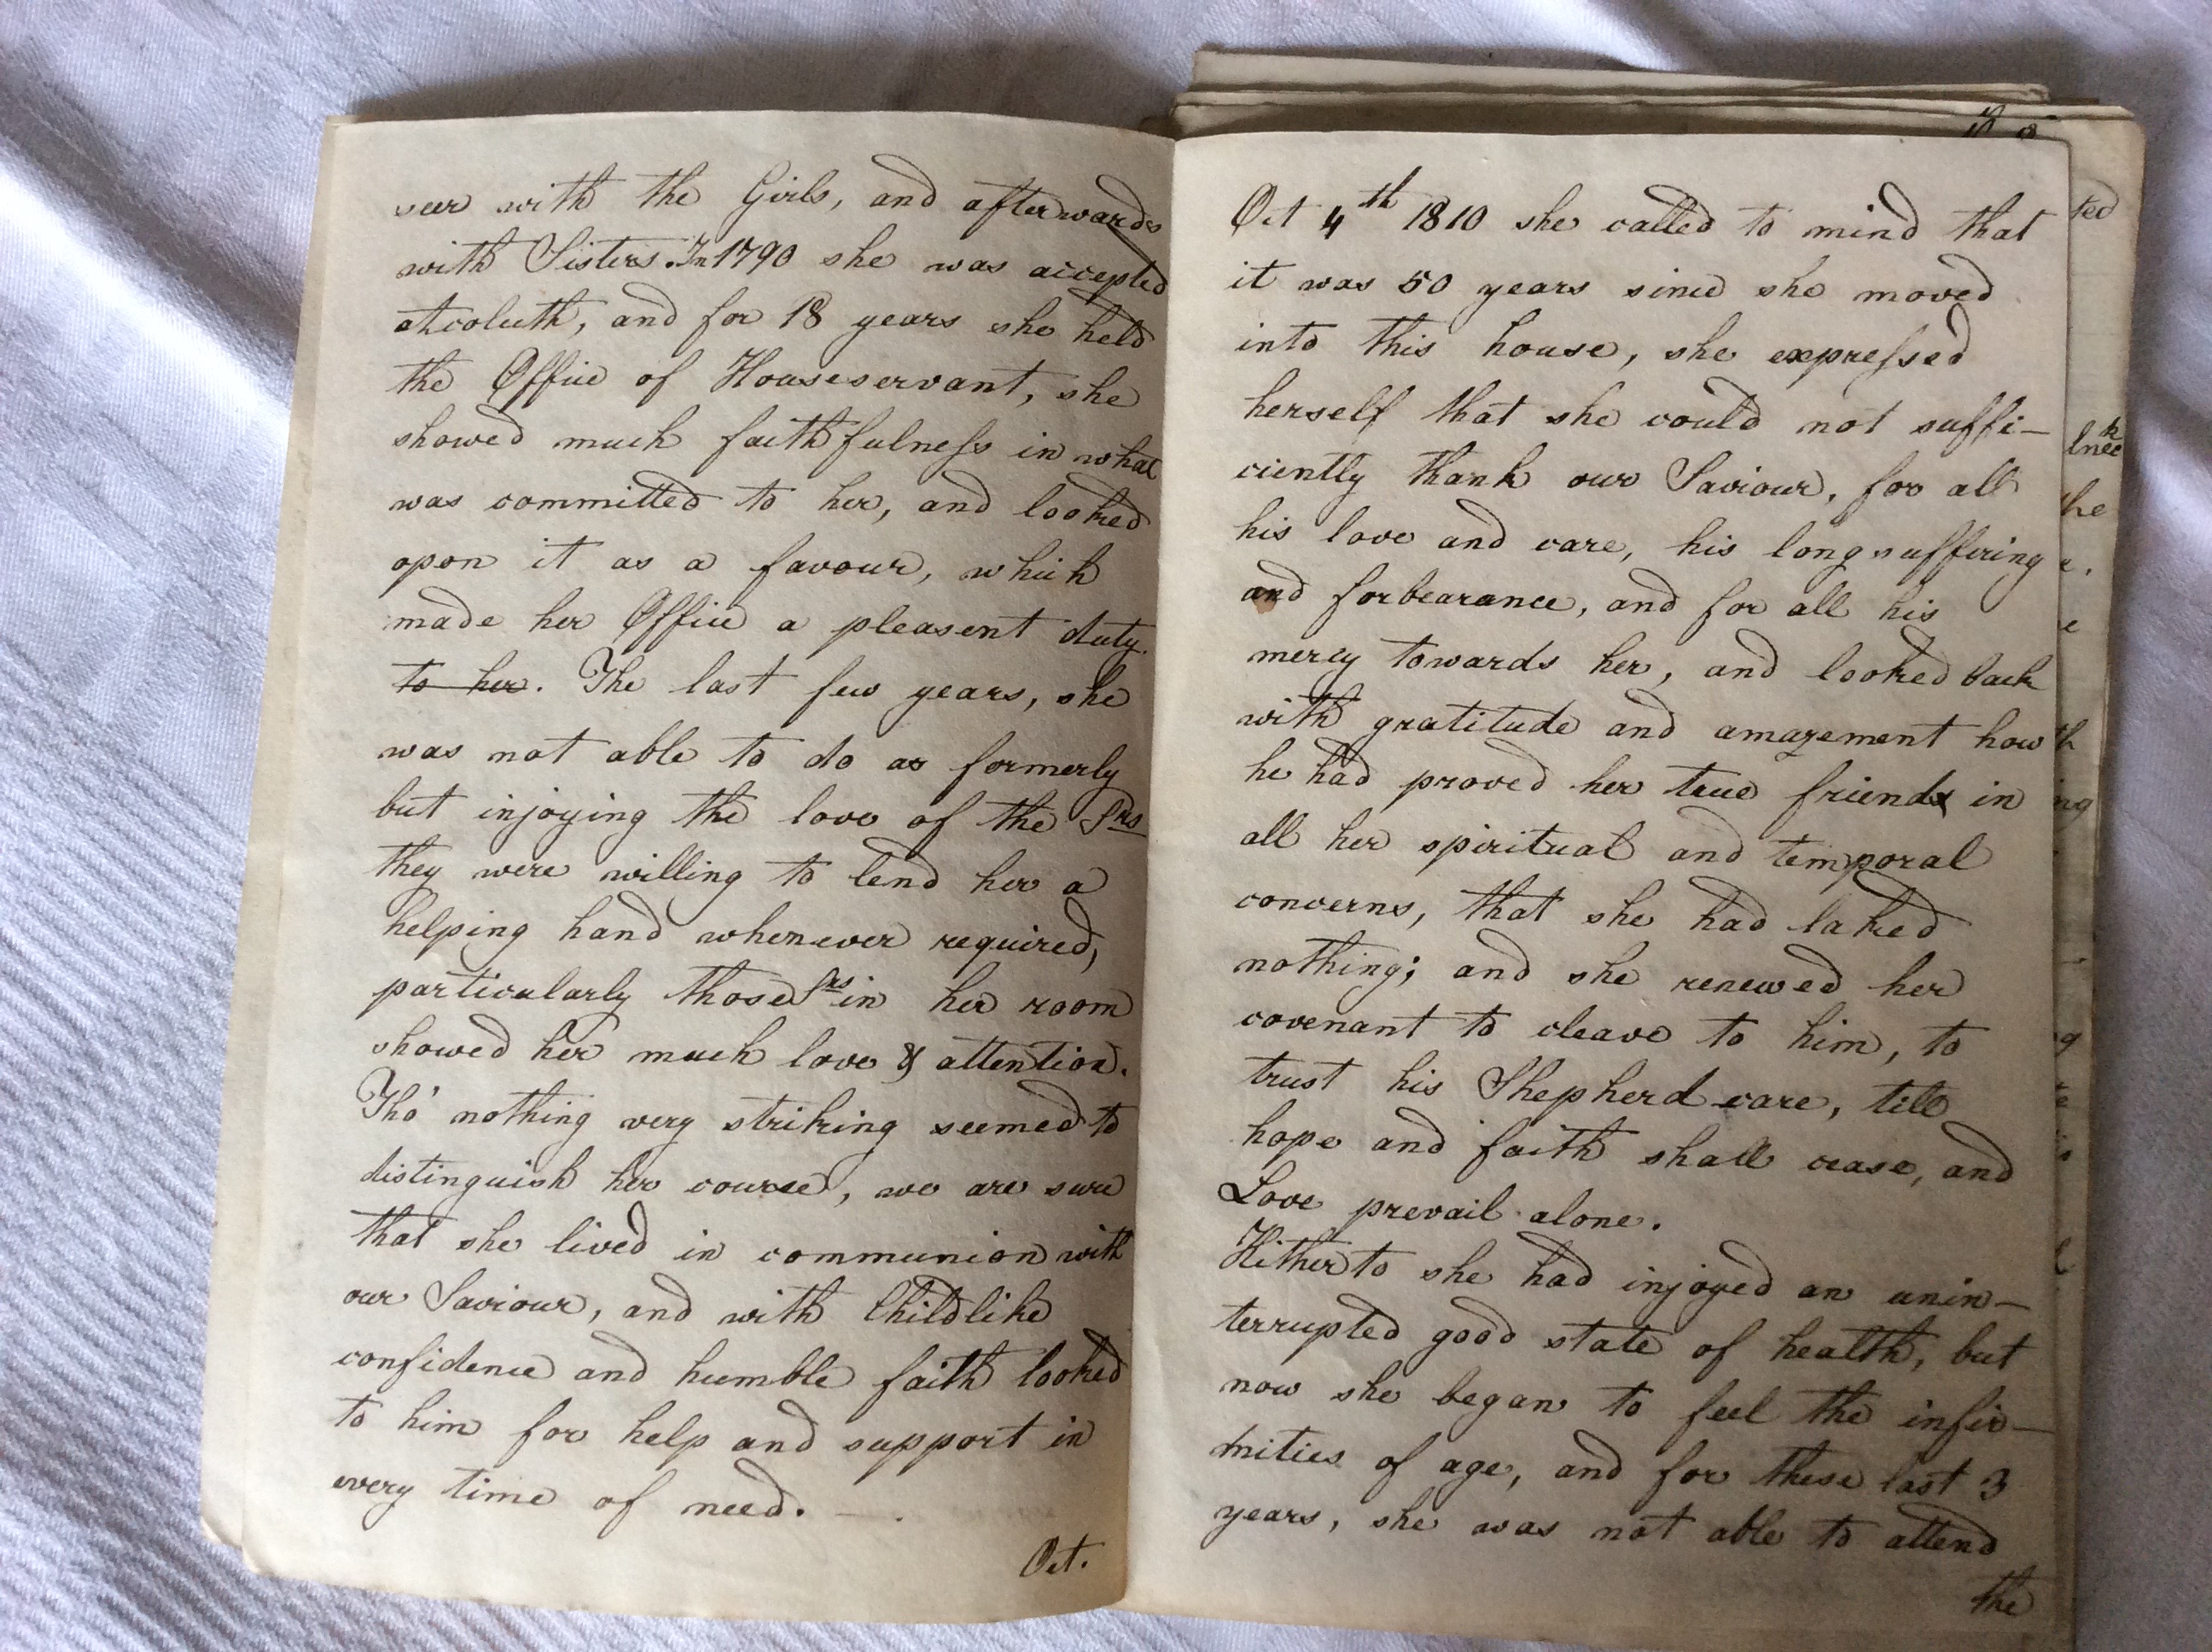 seer with the Girls, and afterwards
with Sisters. In 1790 she was accepted
Acoluth, and for 18 years she held
the Office of Houseservant, she
showed much faithfulness in what
was committed to her, and looked
opon it as a favour, which
made her Office a pleasent duty.
to her. The last few years, she
was not able to do as formerly
but injoying the love of the Srs
they were willing to lend her a
helping hand whenever required,
particularly those Srs in her room
showed her much love & attention.
Tho' nothing very striking seemed to
distinguish her course, we are sure
that she lived in communion with
our Saviour, and with Childlike
confidence and humble faith looked
to him for help and support in
every time of need. —.
Oct.
Oct 4th 1810 she called to mind that
it was 50 years since she moved
into this house, she expressed
herself that she could not suffi-
ciently thank our Saviour, for all
his love and care, his longsuffering
and forbearance, and for all his
mercy towards her, and looked back
with gratitude and amazement how
he had proved her true friend in
all her spiritual and temporal
concerns, that she had laked
nothing; and she renewed her
covenant to cleave to him, to
trust his Shepherd care, till
hope and faith shall cease, and
Love prevail alone.
Hitherto she had injoyed an unin-
terrupted good state of health, but
now she began to feel the infir-
mities of age, and for these last 3
years, she was not able to attend
the